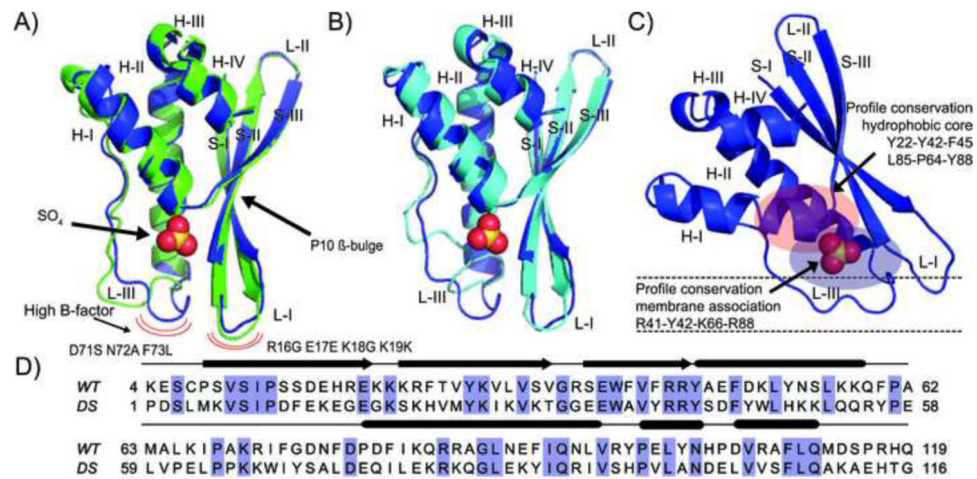 A)
B)
C)
H-III
H-II
H-IV
L-II
H-I
S-III
S-II
S-I
SO4
P10 ß-bulge
L-III
L-I
High B-factor
D71S N72A F73L
R16G E17E K18G K19K
H-III
H-II
H-IV
L-II
H-I
S-III
S-II
S-I
L-III
L-I
L-II
S-I
S-III
H-III
S-II
H-IV
H-II
H-I
Profile conservation
hydrophobic core
Y22-Y42-F45
L85-P64-Y88
L-I
L-III
Profile conservation
membrane association
R41-Y42-K66-R88
D)
WT 4 KESCPSVSIPSSDEHREKKKRFTVYKVLVSVGRSEWFVFRRYAEFDKLYNSLKKQFPA 62
DS 1 PDSLMKVSIPDFEKEGEGKSKHVMYKIKVKTGGEEWAVYRRYSDFYWLHKKLQQRYPE 58
WT 63 MALKIPAKRIFGDNFDPDFIKQRRAGLNEFIQNLVRYPELYNHPDVRAFLQMDSPRHQ 119
DS 59 LVPELPPKKWIYSALDEQILEKRKQGLEKYIQRIVSHPVLANDELVVSFLQAKAEHTG 116